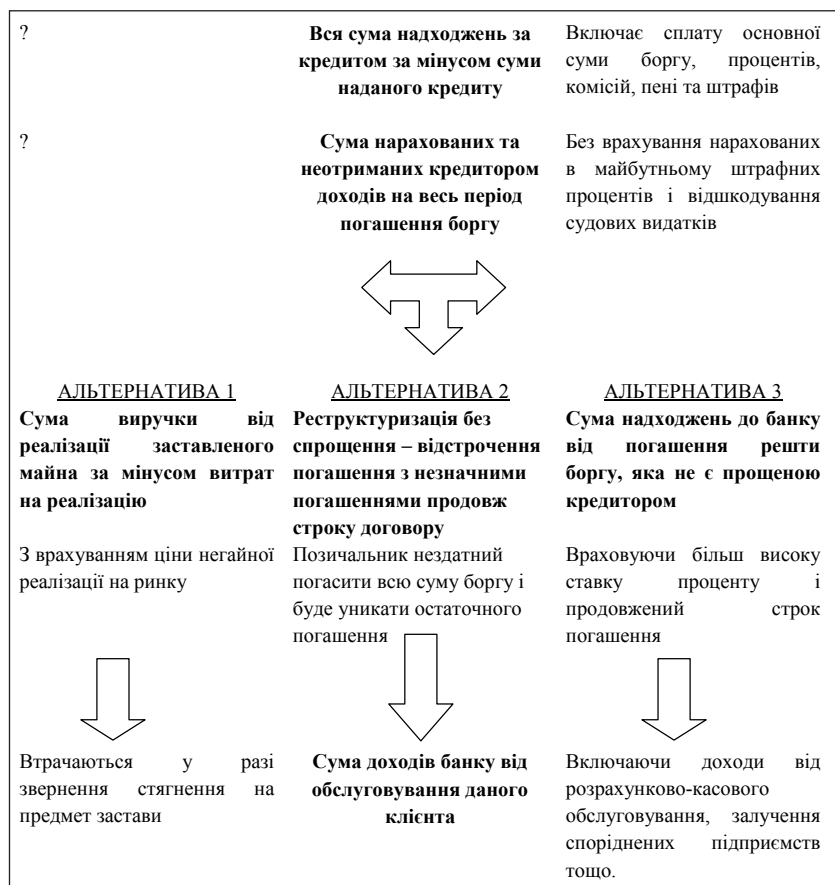 ?
Вся сума надходжень за
кредитом за мінусом суми
наданого кредиту
Включає сплату основної
суми боргу, процентів,
комісій, пені та штрафів
?
Сума нарахованих та
неотриманих кредитором
доходів на весь період
погашення боргу
Без врахування нарахованих
в майбутньому штрафних
процентів і відшкодування
судових видатків
АЛЬТЕРНАТИВА 1
Сума виручки від
реалізації заставленого
майна за мінусом витрат
на реалізацію
З врахуванням ціни негайної
реалізації на ринку
Втрачаються у разі
звернення стягнення на
предмет застави
АЛЬТЕРНАТИВА 2
Реструктуризація без
спрощення – відстрочення
погашення з незначними
погашеннями продовж
строку договору
Позичальник нездатний
погасити всю суму боргу і
буде уникати остаточного
погашення
Сума доходів банку від
обслуговування даного
клієнта
АЛЬТЕРНАТИВА 3
Сума надходжень до банку
від погашення решти
боргу, яка не є прощеною
кредитором
Враховуючи більш високу
ставку проценту і
продовжений строк
погашення
Включаючи доходи від
розрахунково-касового
обслуговування, залучення
споріднених підприємств
тощо.